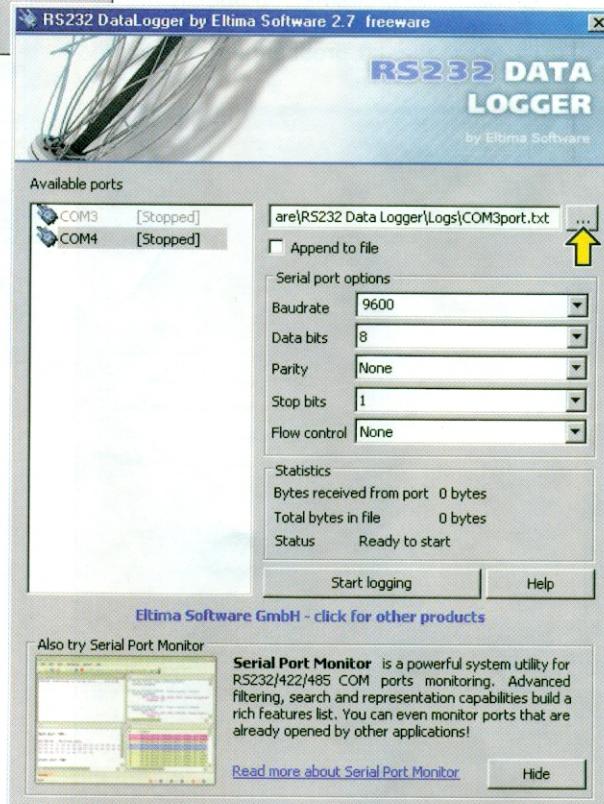 RS232 DataLogger by Eltima Software 2.7 freeware
RS232 DATA
LOGGER
by Eltima Software
Available ports
COM3 [Stopped]
COM4 [Stopped]
are\RS232 Data Logger\Logs\COM3port.txt ...
Append to file
Serial port options
Baudrate 9600
Data bits 8
Parity None
Stop bits 1
Flow control None
Statistics
Bytes received from port 0 bytes
Total bytes in file 0 bytes
Status Ready to start
Start logging Help
Eltima Software GmbH - click for other products
Also try Serial Port Monitor
Serial Port Monitor is a powerful system utility for
RS232/422/485 COM ports monitoring. Advanced
filtering, search and representation capabilities build a
rich features list. You can even monitor ports that are
already opened by other applications!
Read more about Serial Port Monitor Hide